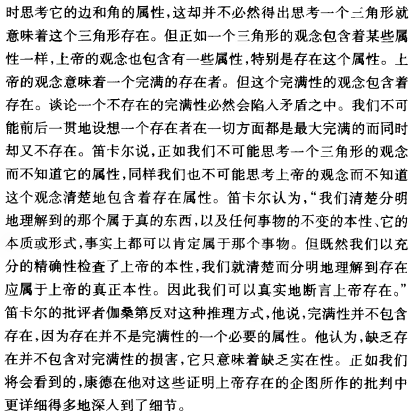 时思考它的边和角的属性，这却并不必然得出思考一个三角形就
意味着这个三角形存在。但正如一个三角形的观念包含着某些属
性一样，上帝的观念也包含有一些属性，特别是存在这个属性。上
帝的观念意味着一个完满的存在者。但这个完满性的观念包含着
存在。谈论一个不存在的完满性必然会陷入矛盾之中。我们不可
能前后一贯地设想一个存在者在一切方面都是最大完满的而同时
却又不存在。笛卡尔说，正如我们不可能思考一个三角形的观念
而不知道它的属性，同样我们也不可能思考上帝的观念而不知道
这个观念清楚地包含着存在属性。笛卡尔认为，“我们清楚分明
地理解到的那个属于真的东西，以及任何事物的不变的本性、它的
本质或形式，事实上都可以肯定属于那个事物。但既然我们以充
分的精确性检查了上帝的本性，我们就清楚而分明地理解到存在
应属于上帝的真正本性。因此我们可以真实地断言上帝存在。”
笛卡尔的批评者伽桑第反对这种推理方式，他说，完满性并不包含
存在，因为存在并不是完满性的一个必要的属性。他认为，缺乏存
在并不包含对完满性的损害，它只意味着缺乏实在性。正如我们
将会看到的，康德在他对这些证明上帝存在的企图所作的批判中
更详细得多地深入到了细节。